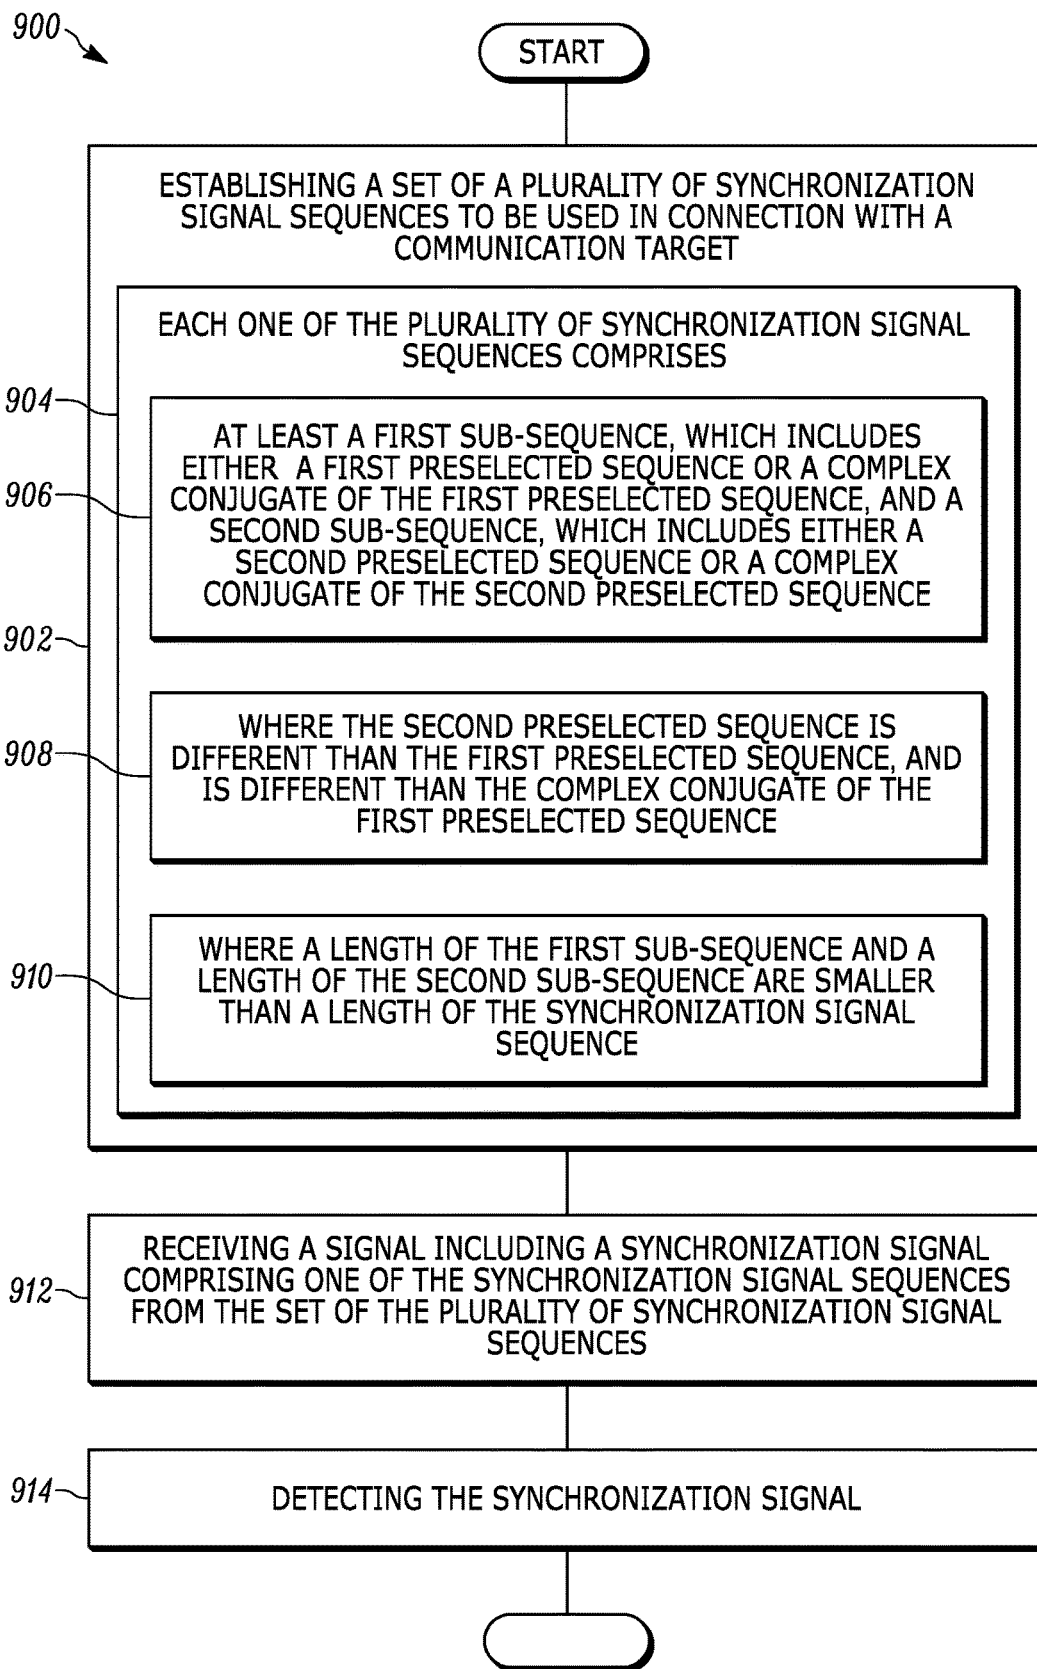 900
START
ESTABLISHING A SET OF A PLURALITY OF SYNCHRONIZATION
SIGNAL SEQUENCES TO BE USED IN CONNECTION WITH A
COMMUNICATION TARGET
EACH ONE OF THE PLURALITY OF SYNCHRONIZATION SIGNAL
SEQUENCES COMPRISES
904
AT LEAST A FIRST SUB-SEQUENCE, WHICH INCLUDES
EITHER A FIRST PRESELECTED SEQUENCE OR A COMPLEX
906
CONJUGATE OF THE FIRST PRESELECTED SEQUENCE, AND A
SECOND SUB-SEQUENCE, WHICH INCLUDES EITHER A
SECOND PRESELECTED SEQUENCE OR A COMPLEX
CONJUGATE OF THE SECOND PRESELECTED SEQUENCE
902
WHERE THE SECOND PRESELECTED SEQUENCE IS
908
DIFFERENT THAN THE FIRST PRESELECTED SEQUENCE, AND
IS DIFFERENT THAN THE COMPLEX CONJUGATE OF THE
FIRST PRESELECTED SEQUENCE
WHERE A LENGTH OF THE FIRST SUB-SEQUENCE AND A
910
LENGTH OF THE SECOND SUB-SEQUENCE ARE SMALLER
THAN A LENGTH OF THE SYNCHRONIZATION SIGNAL
SEQUENCE
RECEIVING A SIGNAL INCLUDING A SYNCHRONIZATION SIGNAL
COMPRISING ONE OF THE SYNCHRONIZATION SIGNAL SEQUENCES
912
FROM THE SET OF THE PLURALITY OF SYNCHRONIZATION SIGNAL
SEQUENCES
914
DETECTING THE SYNCHRONIZATION SIGNAL